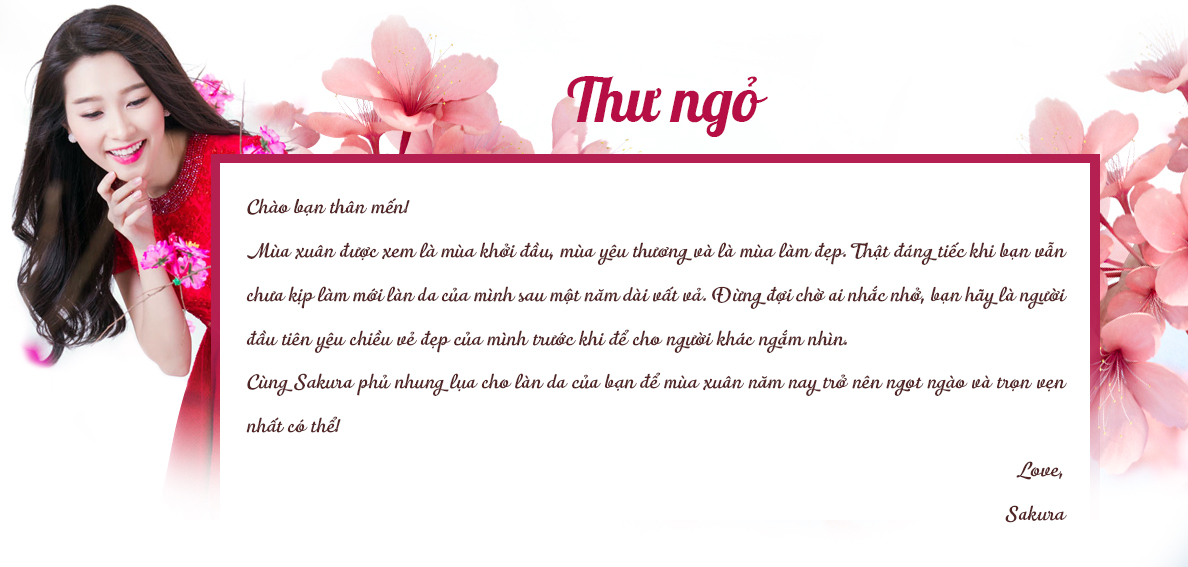 Thư ngỏ
Chào bạn thân mến!
Mùa xuân được xem là mùa khởi đầu, mùa yêu thương và là mùa làm đẹp. Thật đáng tiếc khi bạn vẫn
chưa kịp làm mới làn da của mình sau một năm dài vất vả. Đừng đợi chờ ai nhắc nhở, bạn hãy là người
đầu tiên yêu chiều vẻ đẹp của mình trước khi để cho người khác ngắm nhìn.
Cùng Sakura phủ nhung lụa cho làn da của bạn để mùa xuân năm nay trở nên ngọt ngào và trọn vẹn
nhất có thể!
Love,
Sakura